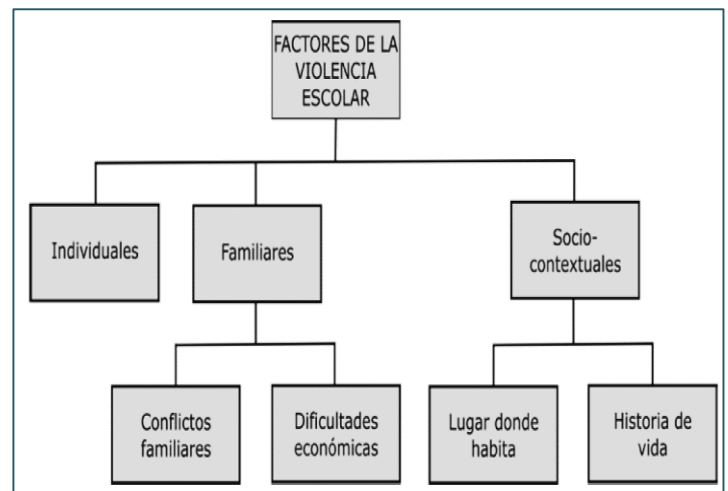 FACTORES DE LA
VIOLENCIA
ESCOLAR
Individuales
Familiares
Socio-
contextuales
Conflictos
familiares
Dificultades
económicas
Lugar donde
habita
Historia de
vida